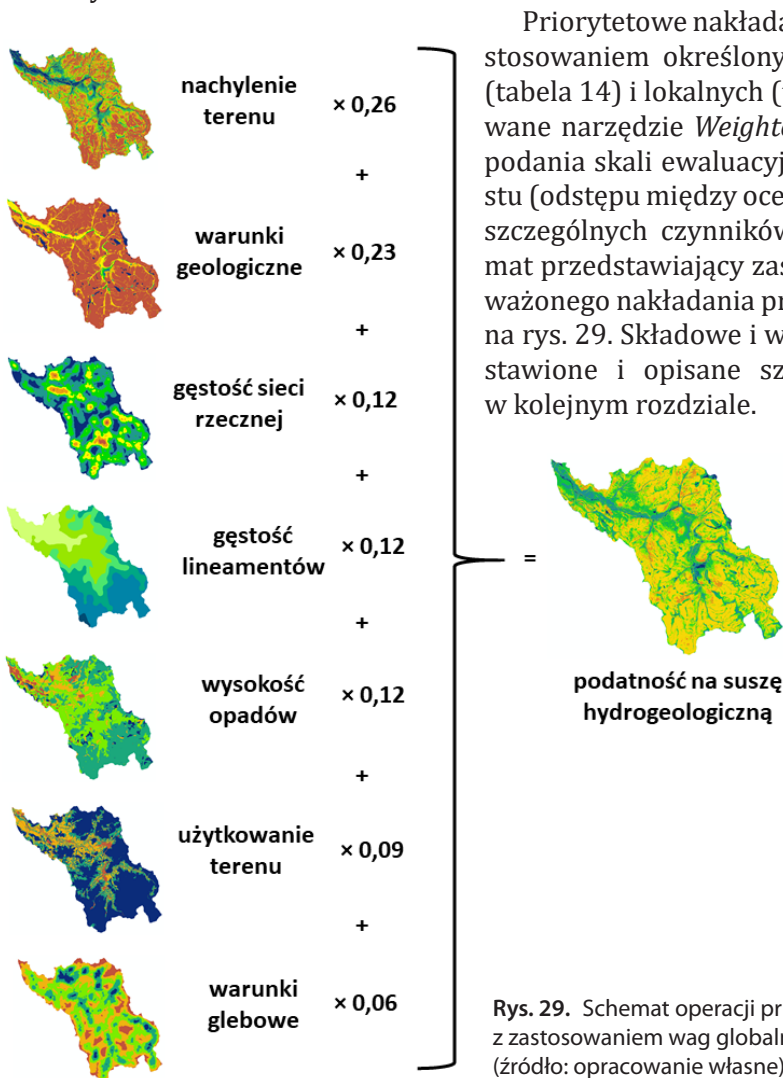 nachylenie
terenu
× 0,26
+
warunki
geologiczne
× 0,23
+
gęstość sieci
rzecznej
× 0,12
+
gęstość
lineamentów
× 0,12
+
wysokość
opadów
× 0,12
+
użytkowanie
terenu
× 0,09
+
warunki
glebowe
× 0,06
=
podatność na suszę
hydrogeologiczną
Priorytetowe nakłada
stosowaniem określony
(tabela 14) i lokalnych (
wane narzędzie Weight
podania skali ewaluacyj
stu (odstępu między oce
szczególnych czynników
mat przedstawiający zas
ważonego nakładania pr
na rys. 29. Składowe i w
stawione i opisane sz
w kolejnym rozdziale.
Rys. 29. Schemat operacji pr
z zastosowaniem wag globaln
(źródło: opracowanie własne)